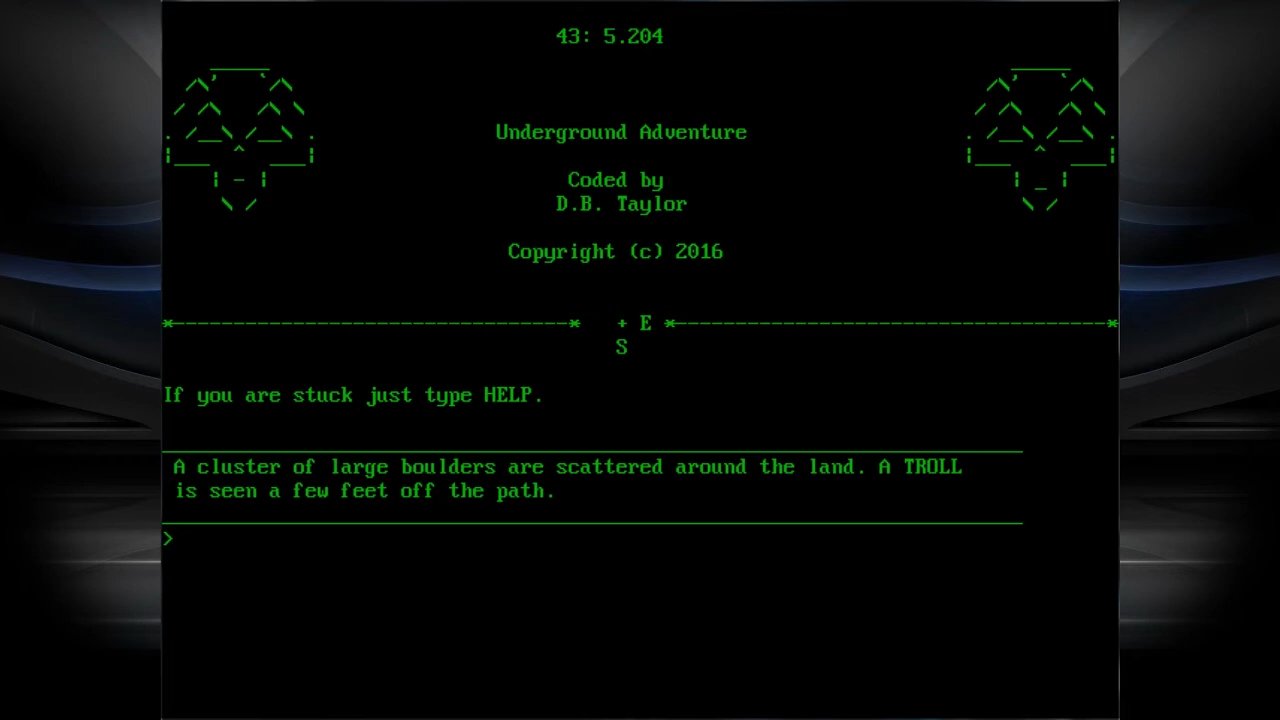 43: 5.204
Underground Adventure
Coded by
D.B. Taylor
Copyright (c) 2016
+ E
S
If you are stuck just type HELP.
A cluster of large boulders are scattered around the land. A TROLL
is seen a few feet off the path.
>